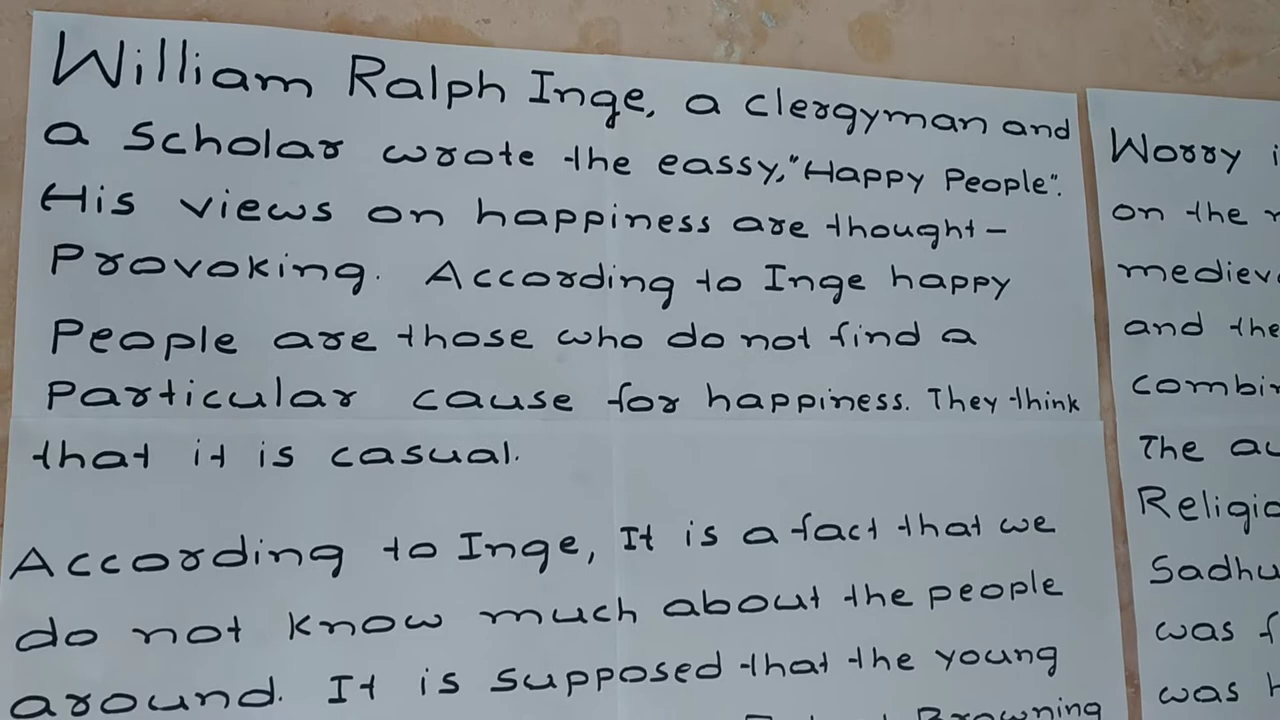 William Ralph Inge, a clergyman and
a scholar wrote the eassy, "Happy People".
His views on happiness are thought-
Provoking. According to Inge happy
People are those who do not find a
Particular cause for happiness. They think
that it is casual.
According to Inge, It is a fact that we
do not know much about the people
around. It is supposed that the young
Browning
Worry
on the
and the
The
was
was